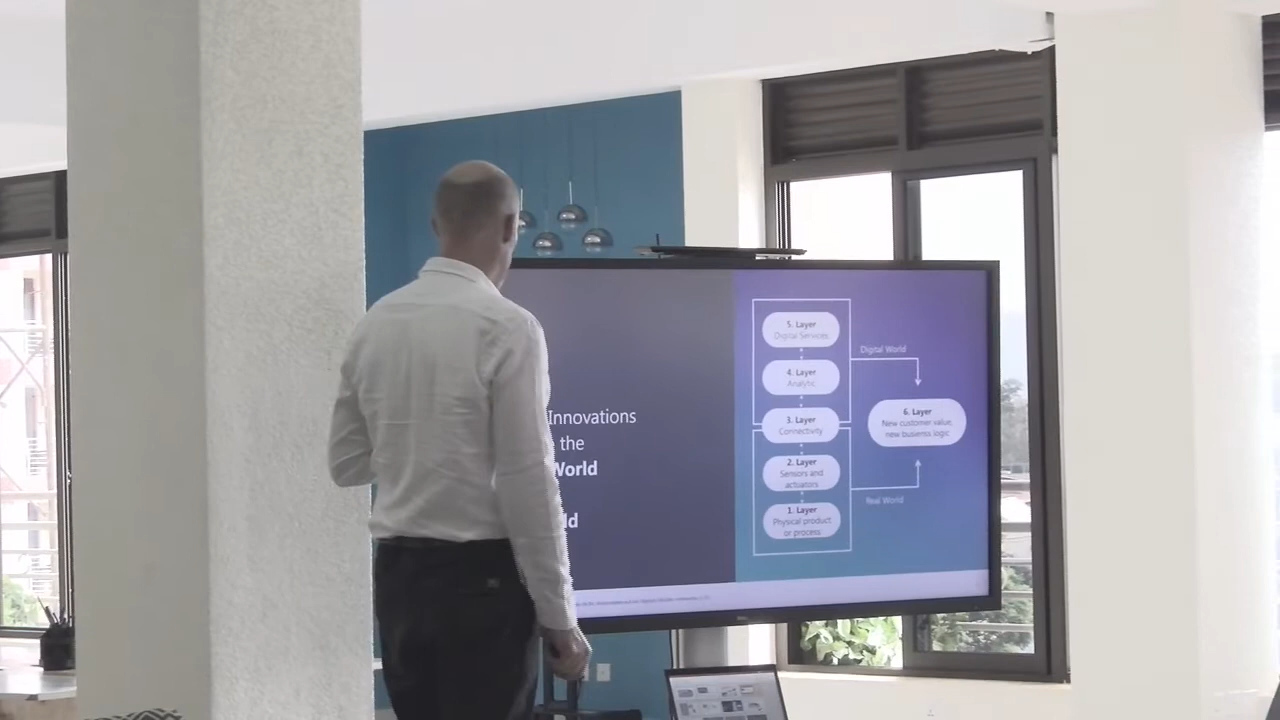 Innovations
the
World
ld
5. Layer
Digital Services
4. Layer
Analytic
3. Layer
Connectivity
2. Layer
Sensors and
actuators
1. Layer
Physical product
or process
Digital World
6. Layer
New customer value,
new business logic
Real World